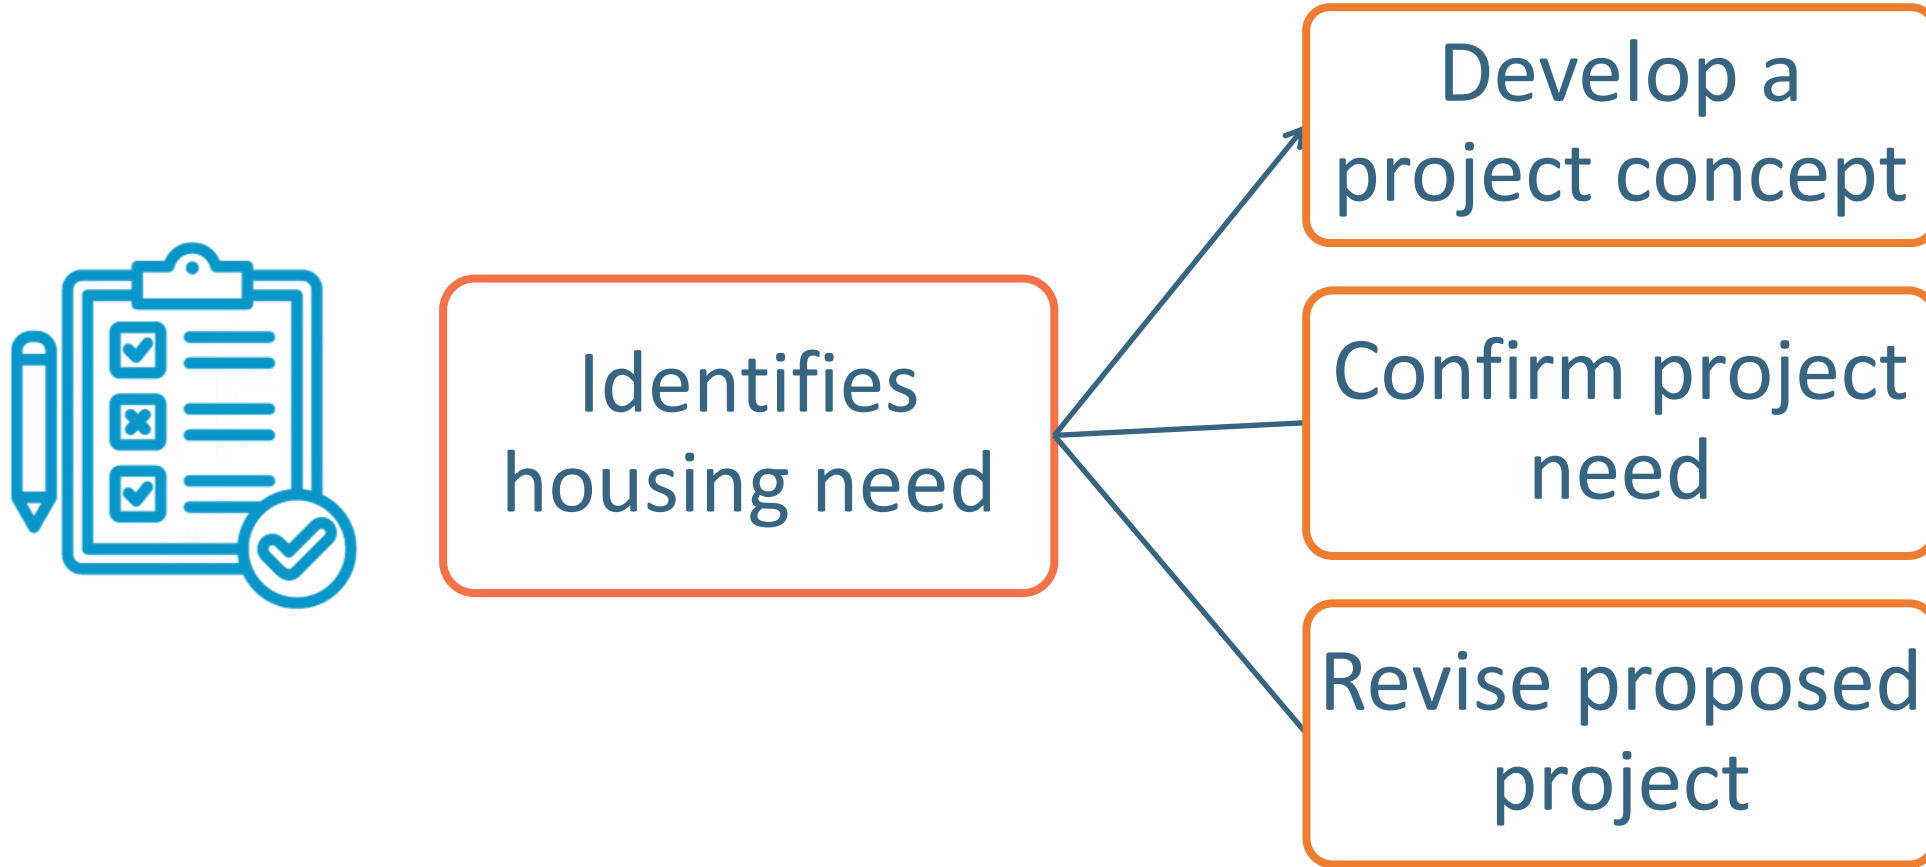 Develop a
project concept
Identifies
housing need
Confirm project
need
Revise proposed
project